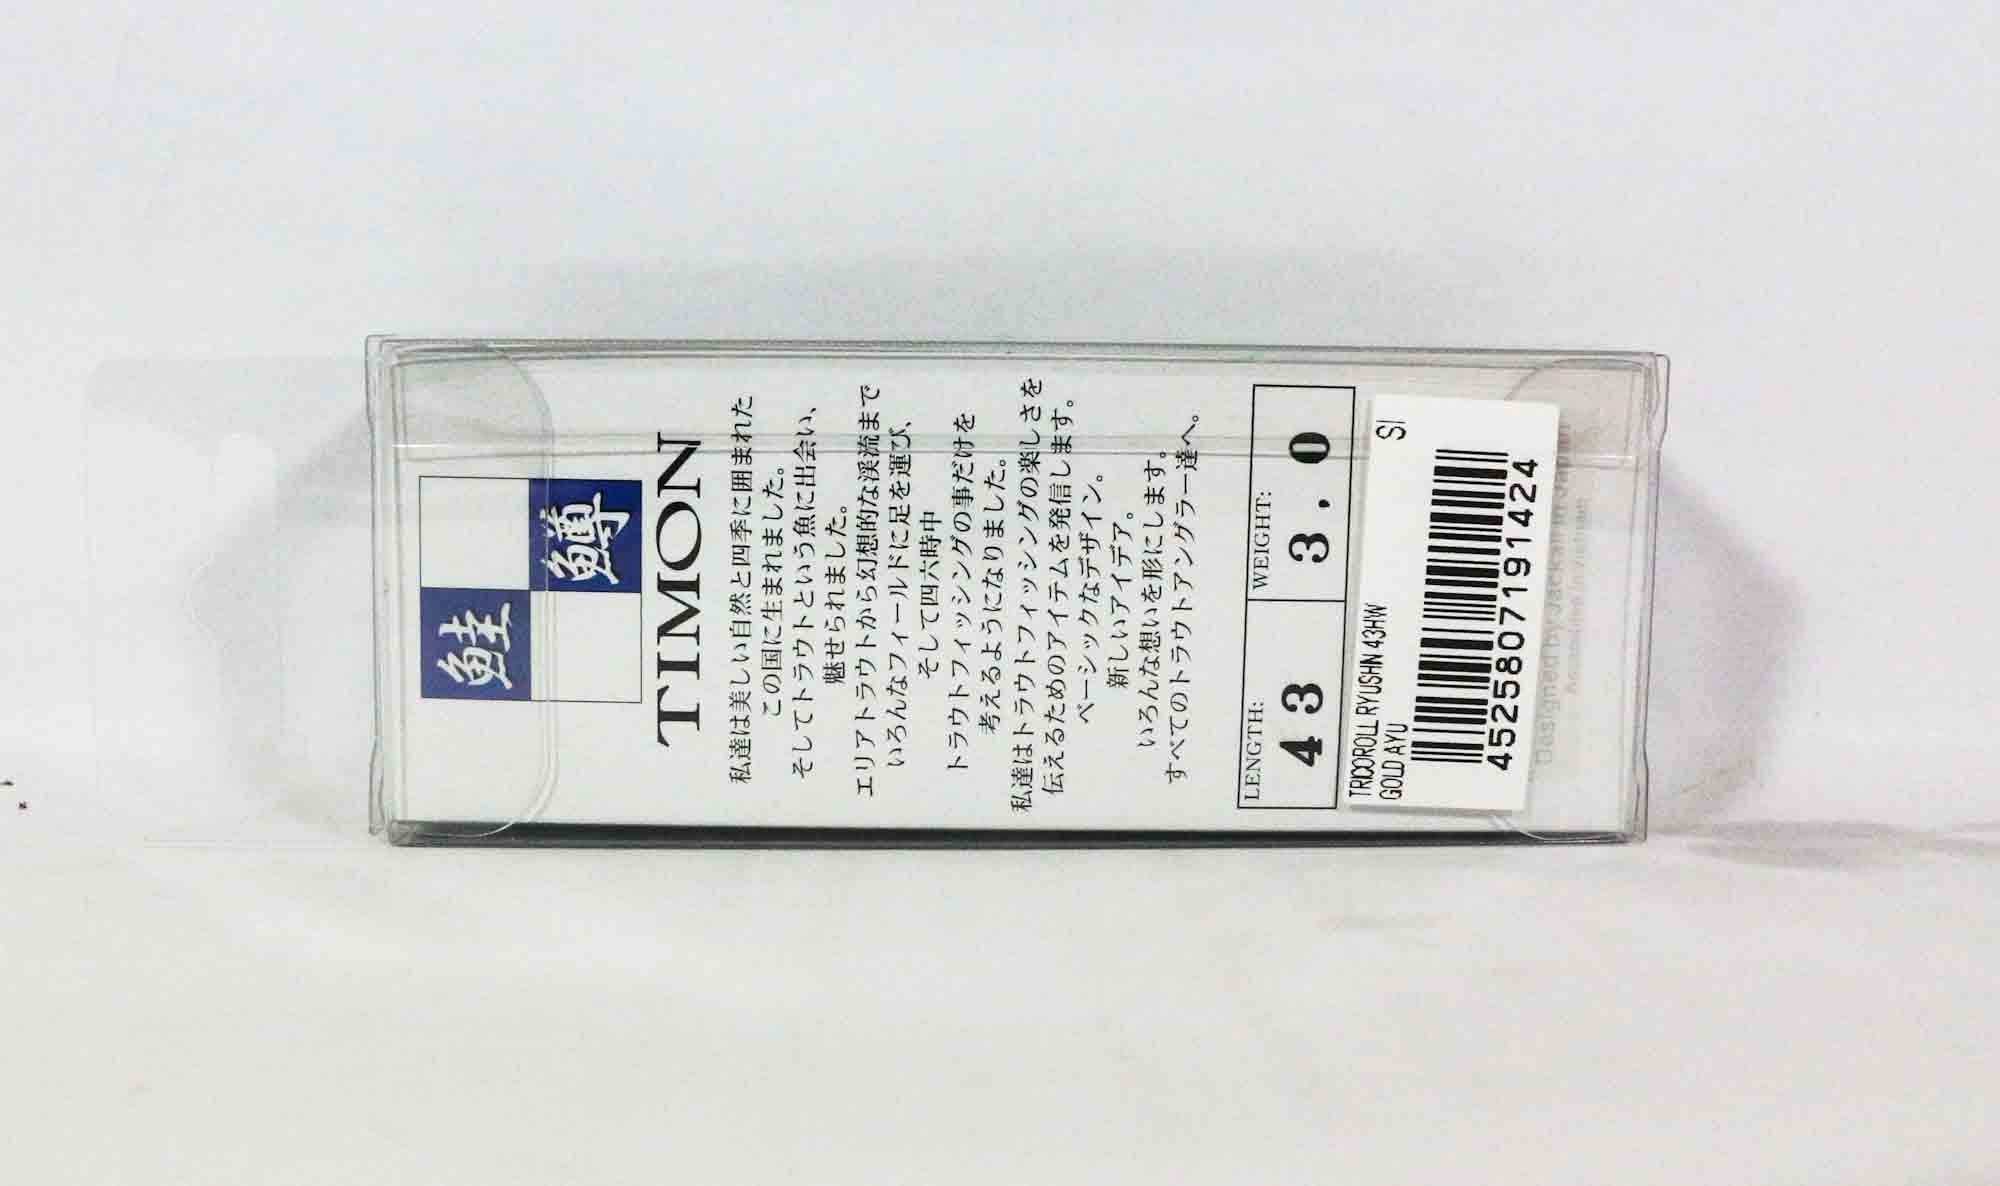 鮭
鱒
TIMON
私達は美しい自然と四季に囲まれた
この国に生まれました。
そしてトラウトという魚に出会い、
魅せられました。
エリアトラウトから幻想的な渓流まで
いろんなフィールドに足を運び、
そして四六時中
トラウトフィッシングの事だけを
考えるようになりました。
私達はトラウトフィッシングの楽しさを
伝えるためのアイテムを発信します。
ベーシックなデザイン。
新しいアイデア。
いろんな想いを形にします。
すべてのトラウトアングラー達へ。
LENGTH: WEIGHT:
43 3.0
TRICOROLL RYUSHN 43HW SI
GOLD AYU
4525807191424
Designed by Jackall in Japan
Assembled in Vietnam